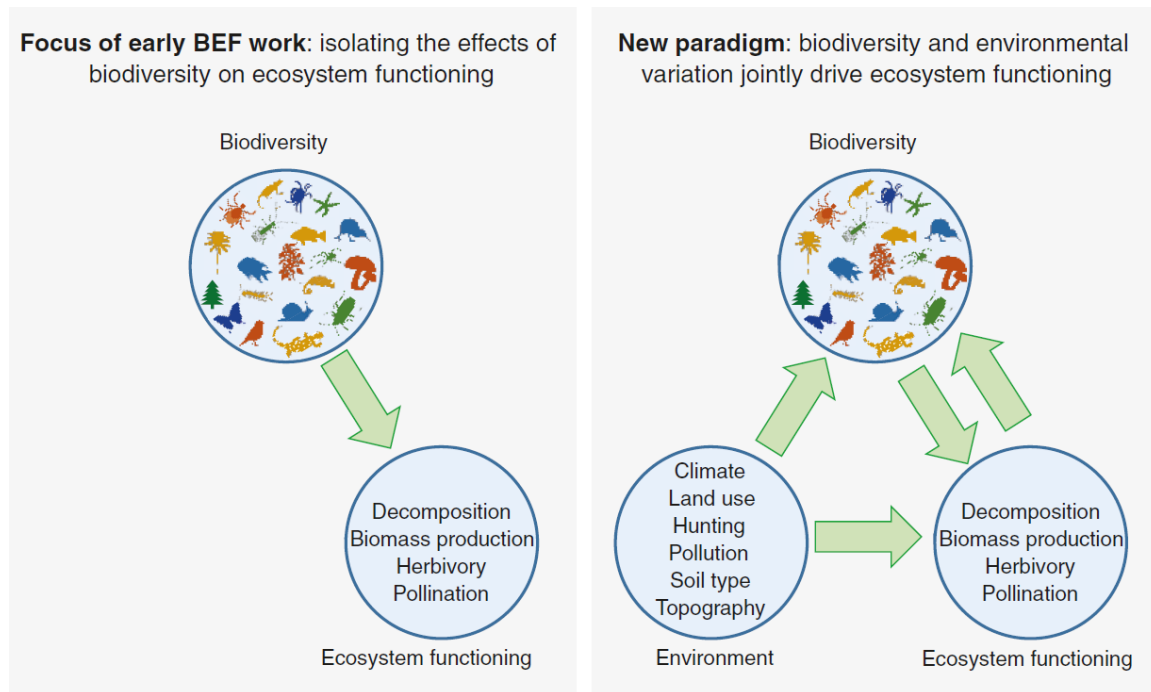 Focus of early BEF work: isolating the effects of
biodiversity on ecosystem functioning
Biodiversity
Decomposition
Biomass production
Herbivory
Pollination
Ecosystem functioning
New paradigm: biodiversity and environmental
variation jointly drive ecosystem functioning
Biodiversity
Climate
Land use
Hunting
Pollution
Soil type
Topography
Environment
Decomposition
Biomass production
Herbivory
Pollination
Ecosystem functioning